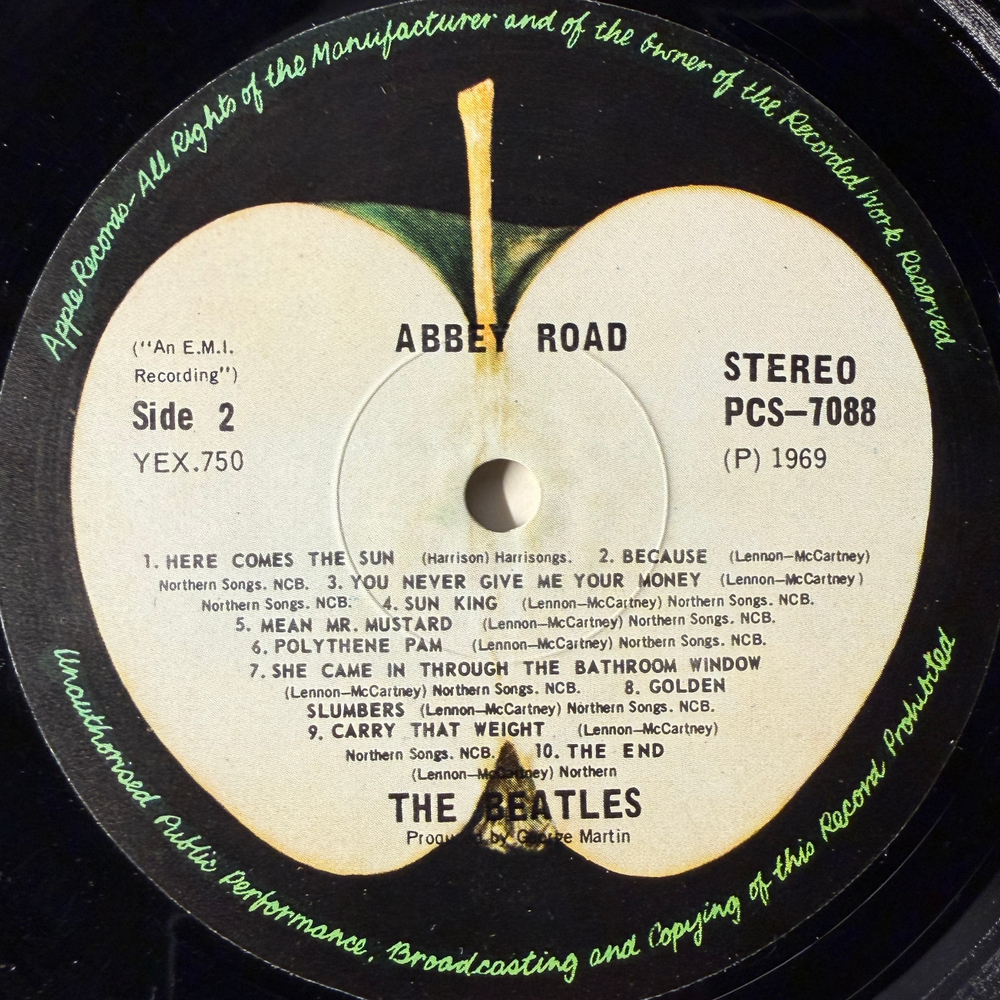 Apple Records—All Rights of the Manufacturer and of the Owner of the Recorded Work Reserved
ABBEY ROAD
("An E.M.I.
Recording")
Side 2
YEX.750
STEREO
PCS—7088
(P) 1969
1. HERE COMES THE SUN (Harrison) Harrisongs. 2. BECAUSE (Lennon—McCartney)
Northern Songs. NCB. 3. YOU NEVER GIVE ME YOUR MONEY (Lennon—McCartney)
Northern Songs. NCB. 4. SUN KING (Lennon—McCartney) Northern Songs. NCB.
5. MEAN MR. MUSTARD (Lennon—McCartney) Northern Songs. NCB.
6. POLYTHENE PAM (Lennon—McCartney) Northern Songs. NCB.
7. SHE CAME IN THROUGH THE BATHROOM WINDOW
(Lennon—McCartney) Northern Songs. NCB. 8. GOLDEN
SLUMBERS (Lennon—McCartney) Northern Songs. NCB.
9. CARRY THAT WEIGHT (Lennon—McCartney)
Northern Songs. NCB. 10. THE END
(Lennon—McCartney) Northern
THE BEATLES
Produced by George Martin
Unauthorised Public Performance, Broadcasting and Copying of this Record Prohibited